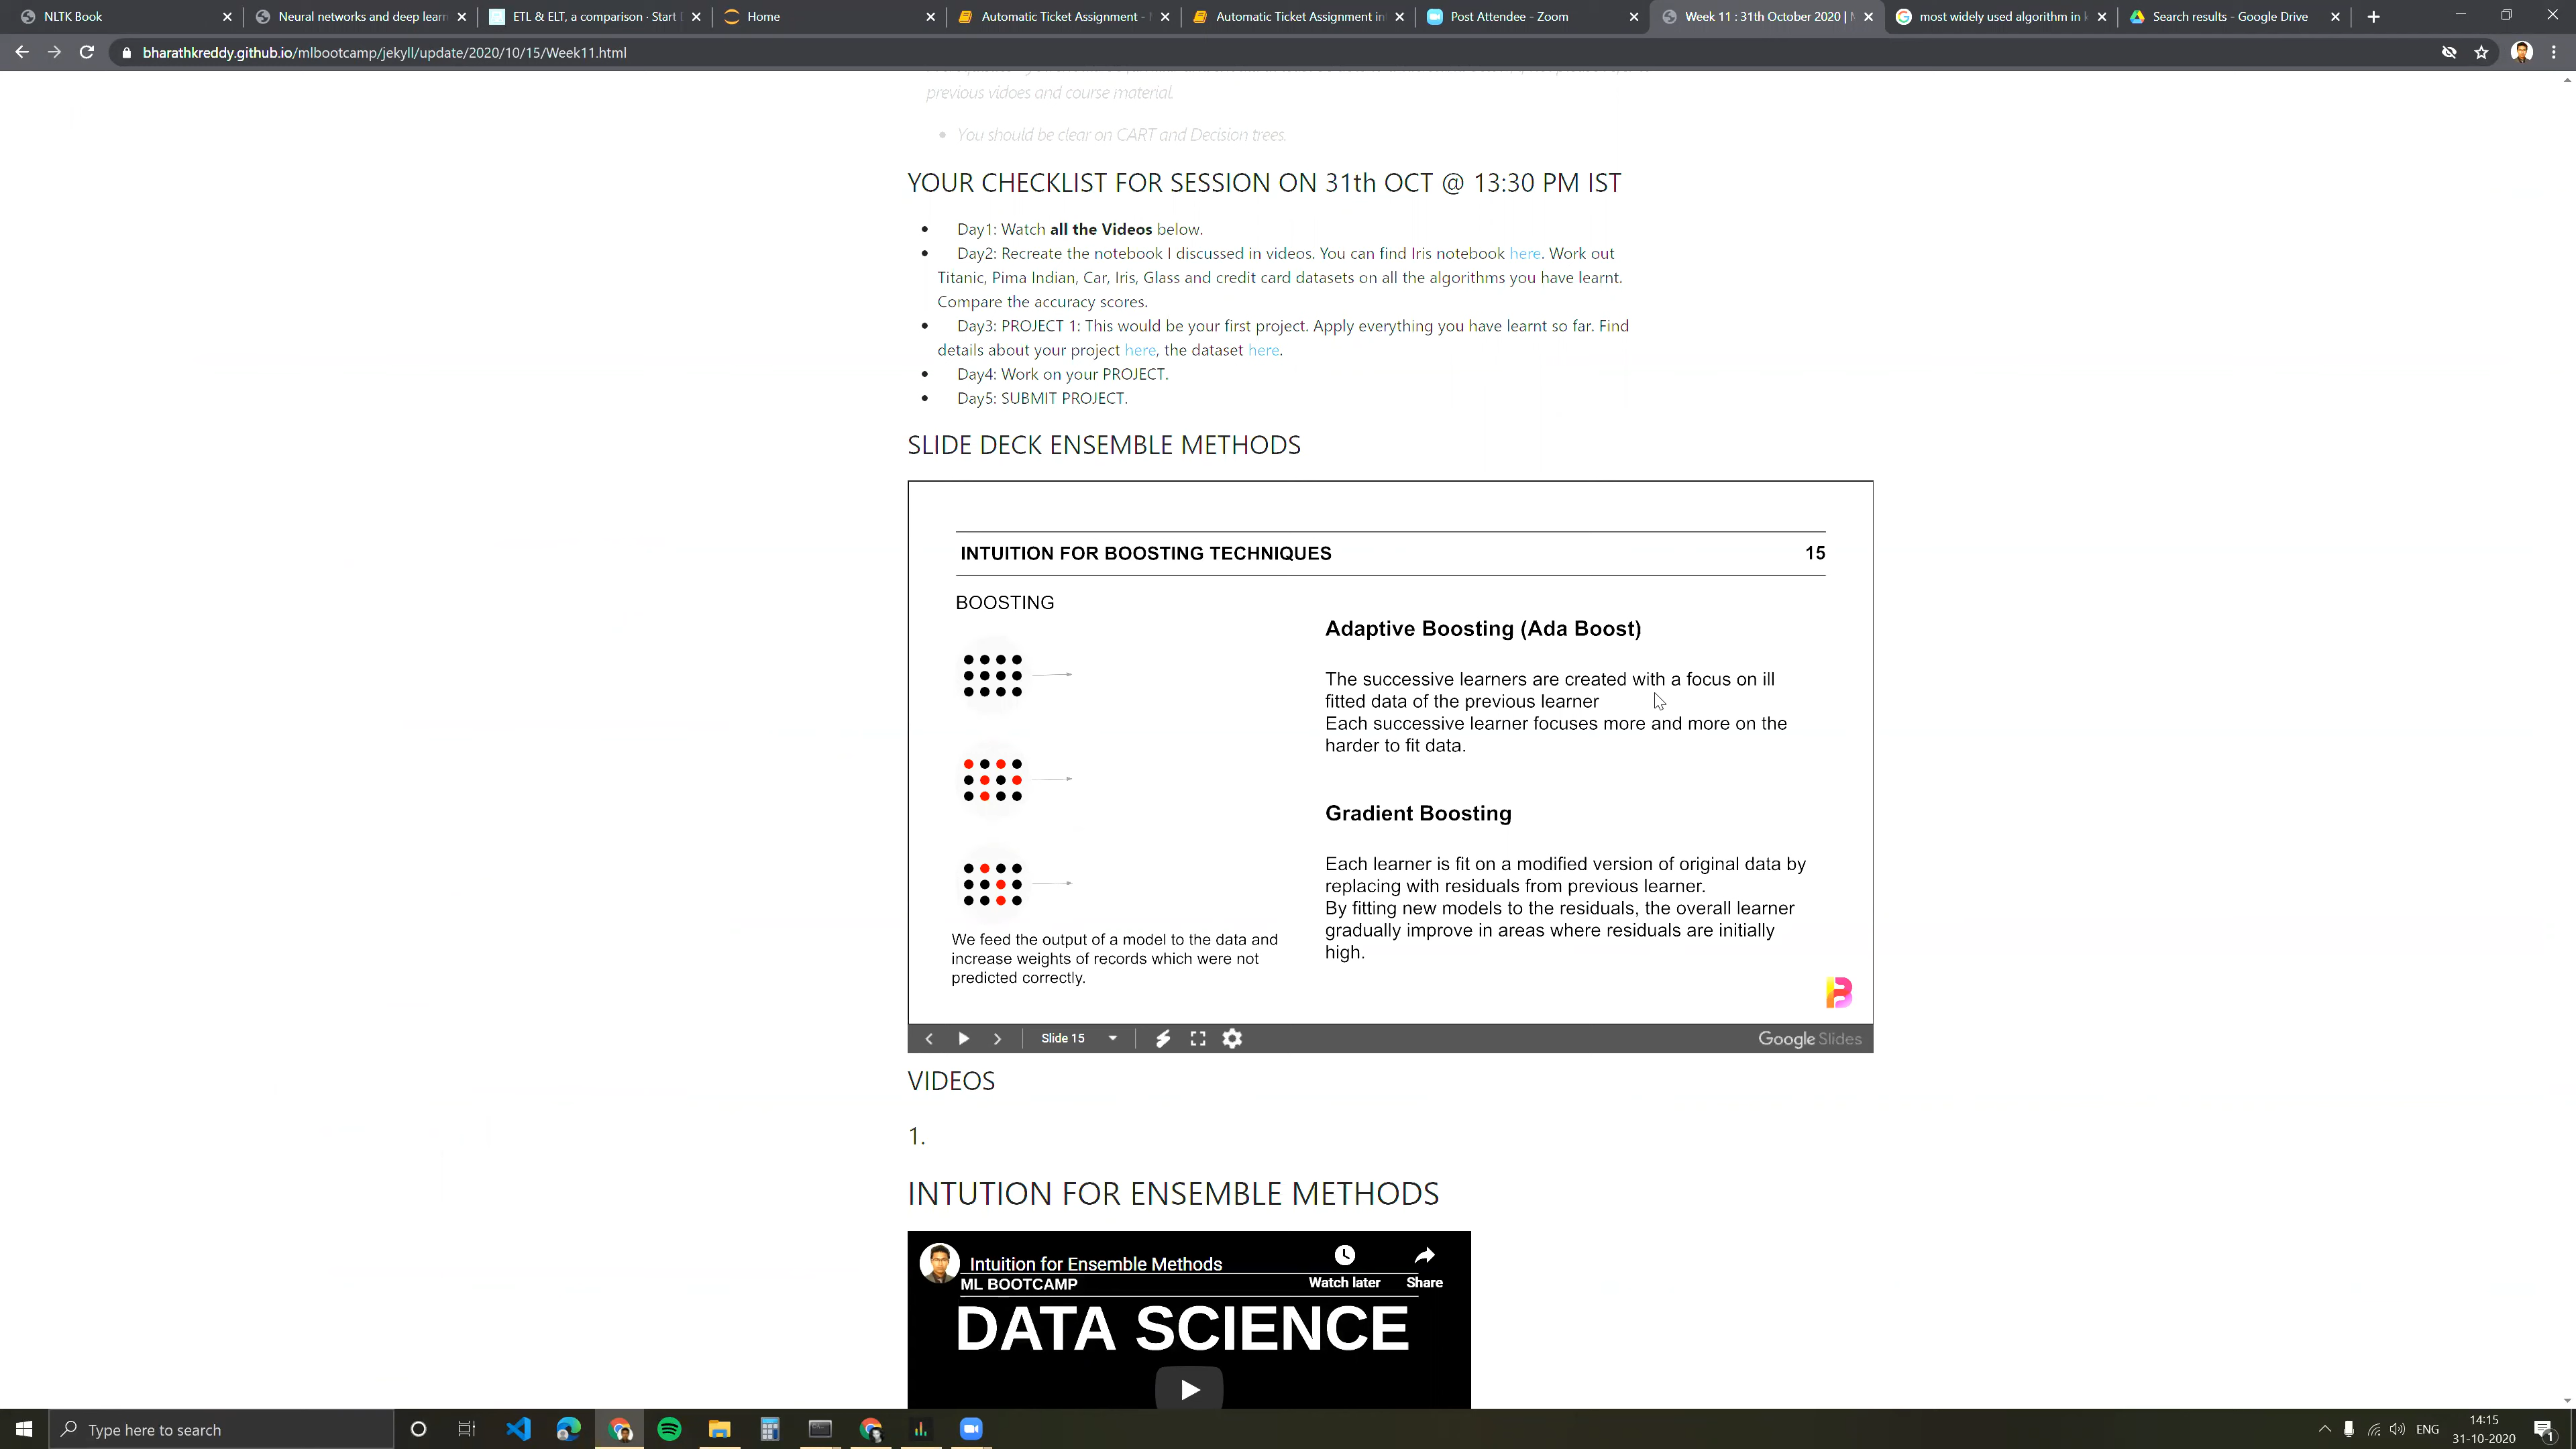 NLTK Book
Neural networks and deep learn
ETL & ELT, a comparison · Start
Home
Automatic Ticket Assignment -
Automatic Ticket Assignment in
Post Attendee - Zoom
Week 11 : 31th October 2020 |
most widely used algorithm in
Search results - Google Drive
bharathkreddy.github.io/mlbootcamp/jekyll/update/2020/10/15/Week11.html
previous vidoes and course material.
• You should be clear on CART and Decision trees.
YOUR CHECKLIST FOR SESSION ON 31th OCT @ 13:30 PM IST
• Day1: Watch all the Videos below.
• Day2: Recreate the notebook I discussed in videos. You can find Iris notebook here. Work out
Titanic, Pima Indian, Car, Iris, Glass and credit card datasets on all the algorithms you have learnt.
Compare the accuracy scores.
• Day3: PROJECT 1: This would be your first project. Apply everything you have learnt so far. Find
details about your project here, the dataset here.
• Day4: Work on your PROJECT.
• Day5: SUBMIT PROJECT.
SLIDE DECK ENSEMBLE METHODS
INTUITION FOR BOOSTING TECHNIQUES 15
BOOSTING
We feed the output of a model to the data and
increase weights of records which were not
predicted correctly.
Adaptive Boosting (Ada Boost)
The successive learners are created with a focus on ill
fitted data of the previous learner
Each successive learner focuses more and more on the
harder to fit data.
Gradient Boosting
Each learner is fit on a modified version of original data by
replacing with residuals from previous learner.
By fitting new models to the residuals, the overall learner
gradually improve in areas where residuals are initially
high.
B
Slide 15
Google Slides
VIDEOS
1.
INTUTION FOR ENSEMBLE METHODS
Intuition for Ensemble Methods
ML BOOTCAMP
Watch later
Share
DATA SCIENCE
Type here to search
ENG
14:15
31-10-2020
1